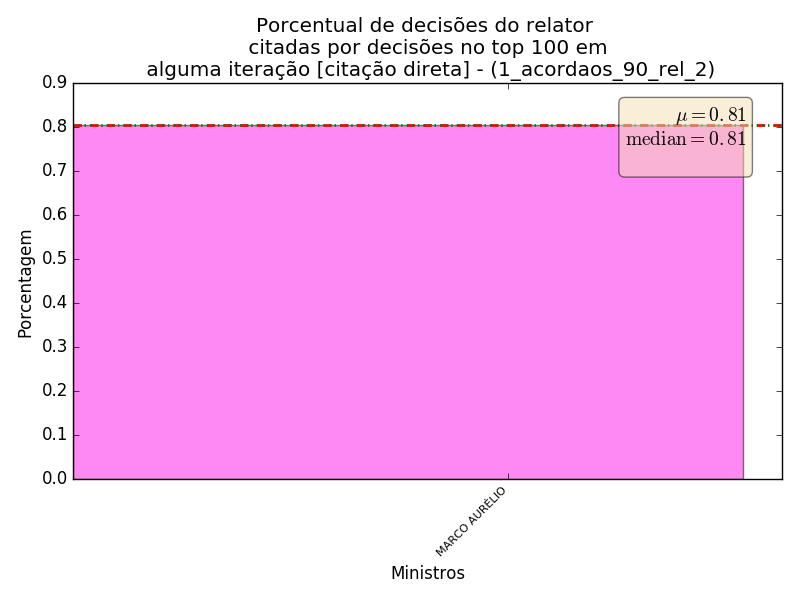 Porcentual de decisões do relator
citadas por decisões no top 100 em
alguma iteração [citação direta] - (1_acordaos_90_rel_2)
0.9
0.8
0.7
0.6
0.5
0.4
0.3
0.2
0.1
0.0
Porcentagem
μ = 0.81
median = 0.81
MARCO AURÉLIO
Ministros